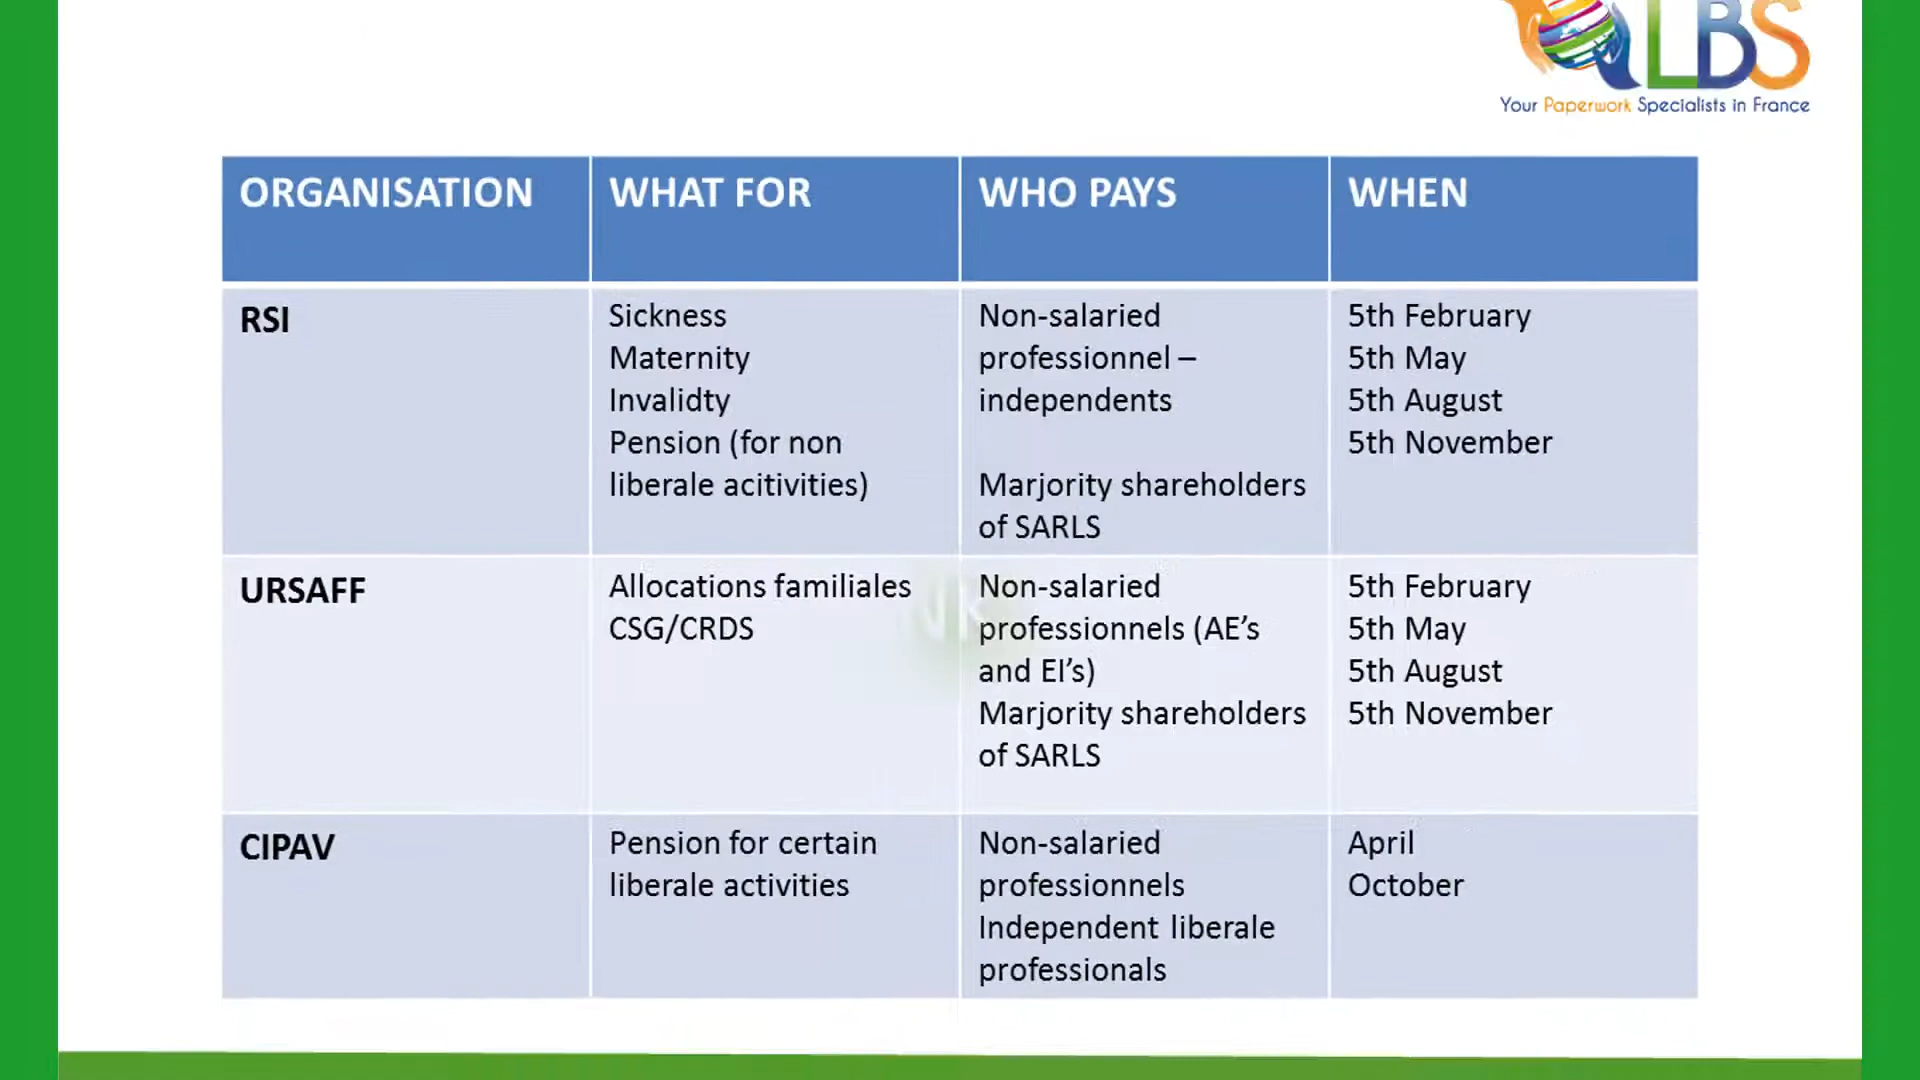 LBS
Your Paperwork Specialists in France
ORGANISATION
WHAT FOR
WHO PAYS
WHEN
RSI
Sickness
Maternity
Invalidty
Pension (for non
liberale acitivities)
Non-salaried
professionnel –
independents
Marjority shareholders
of SARLS
5th February
5th May
5th August
5th November
URSAFF
Allocations familiales
CSG/CRDS
Non-salaried
professionnels (AE’s
and EI’s)
Marjority shareholders
of SARLS
5th February
5th May
5th August
5th November
CIPAV
Pension for certain
liberale activities
Non-salaried
professionnels
Independent liberale
professionals
April
October